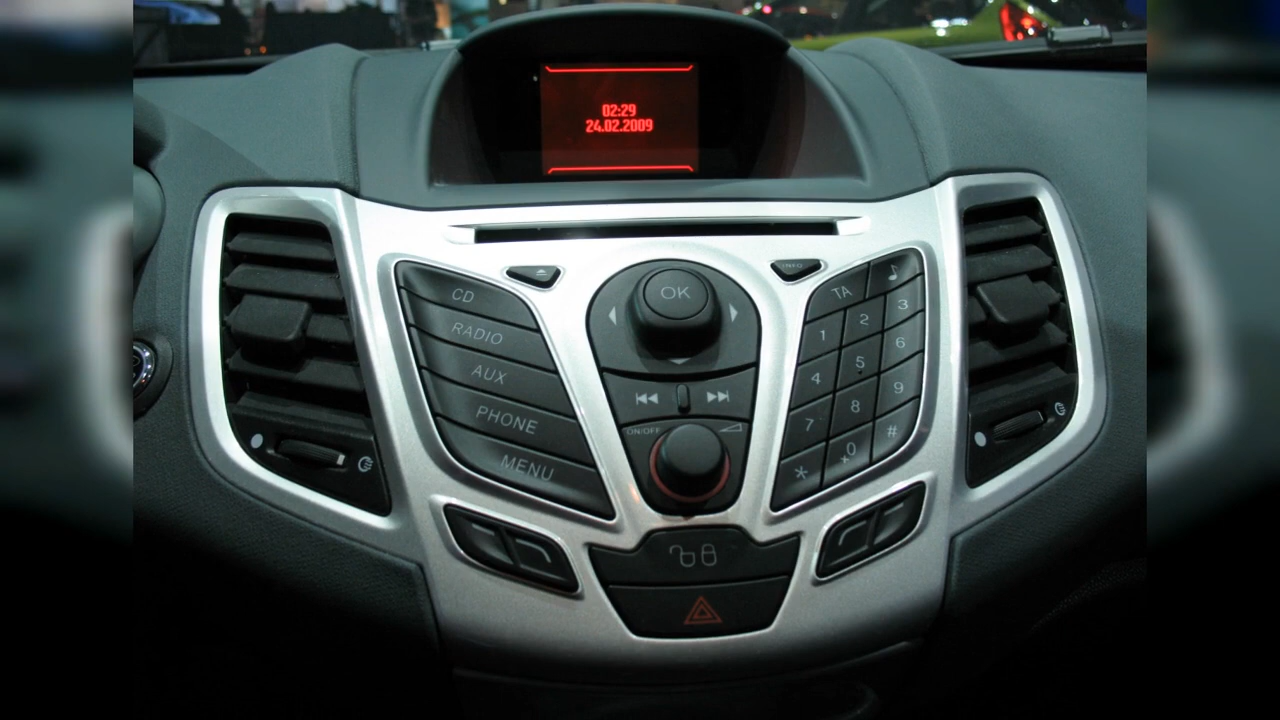 02:29
24.02.2009
CD
RADIO
AUX
PHONE
MENU
OK
ON/OFF
INFO
TA
1 2 3
4 5 6
7 8 9
* 0 #
+